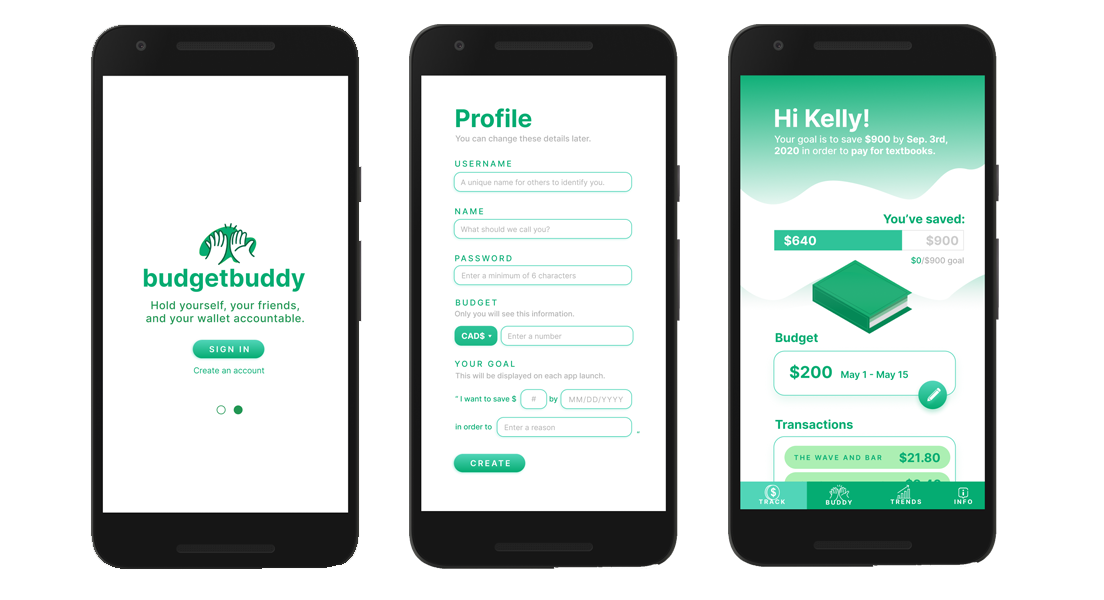 budgetbuddy
Hold yourself, your friends,
and your wallet accountable.
SIGN IN
Create an account
Profile
You can change these details later.
USERNAME
A unique name for others to identify you.
NAME
What should we call you?
PASSWORD
Enter a minimum of 6 characters
BUDGET
Only you will see this information.
CAD$ Enter a number
YOUR GOAL
This will be displayed on each app launch.
" I want to save $ # by MM/DD/YYYY
in order to Enter a reason "
CREATE
Hi Kelly!
Your goal is to save $900 by Sep. 3rd,
2020 in order to pay for textbooks.
You've saved:
$640 $900
$0/$900 goal
Budget
$200 May 1 - May 15
Transactions
THE WAVE AND BAR $21.80
TRACK BUDDY TRENDS INFO